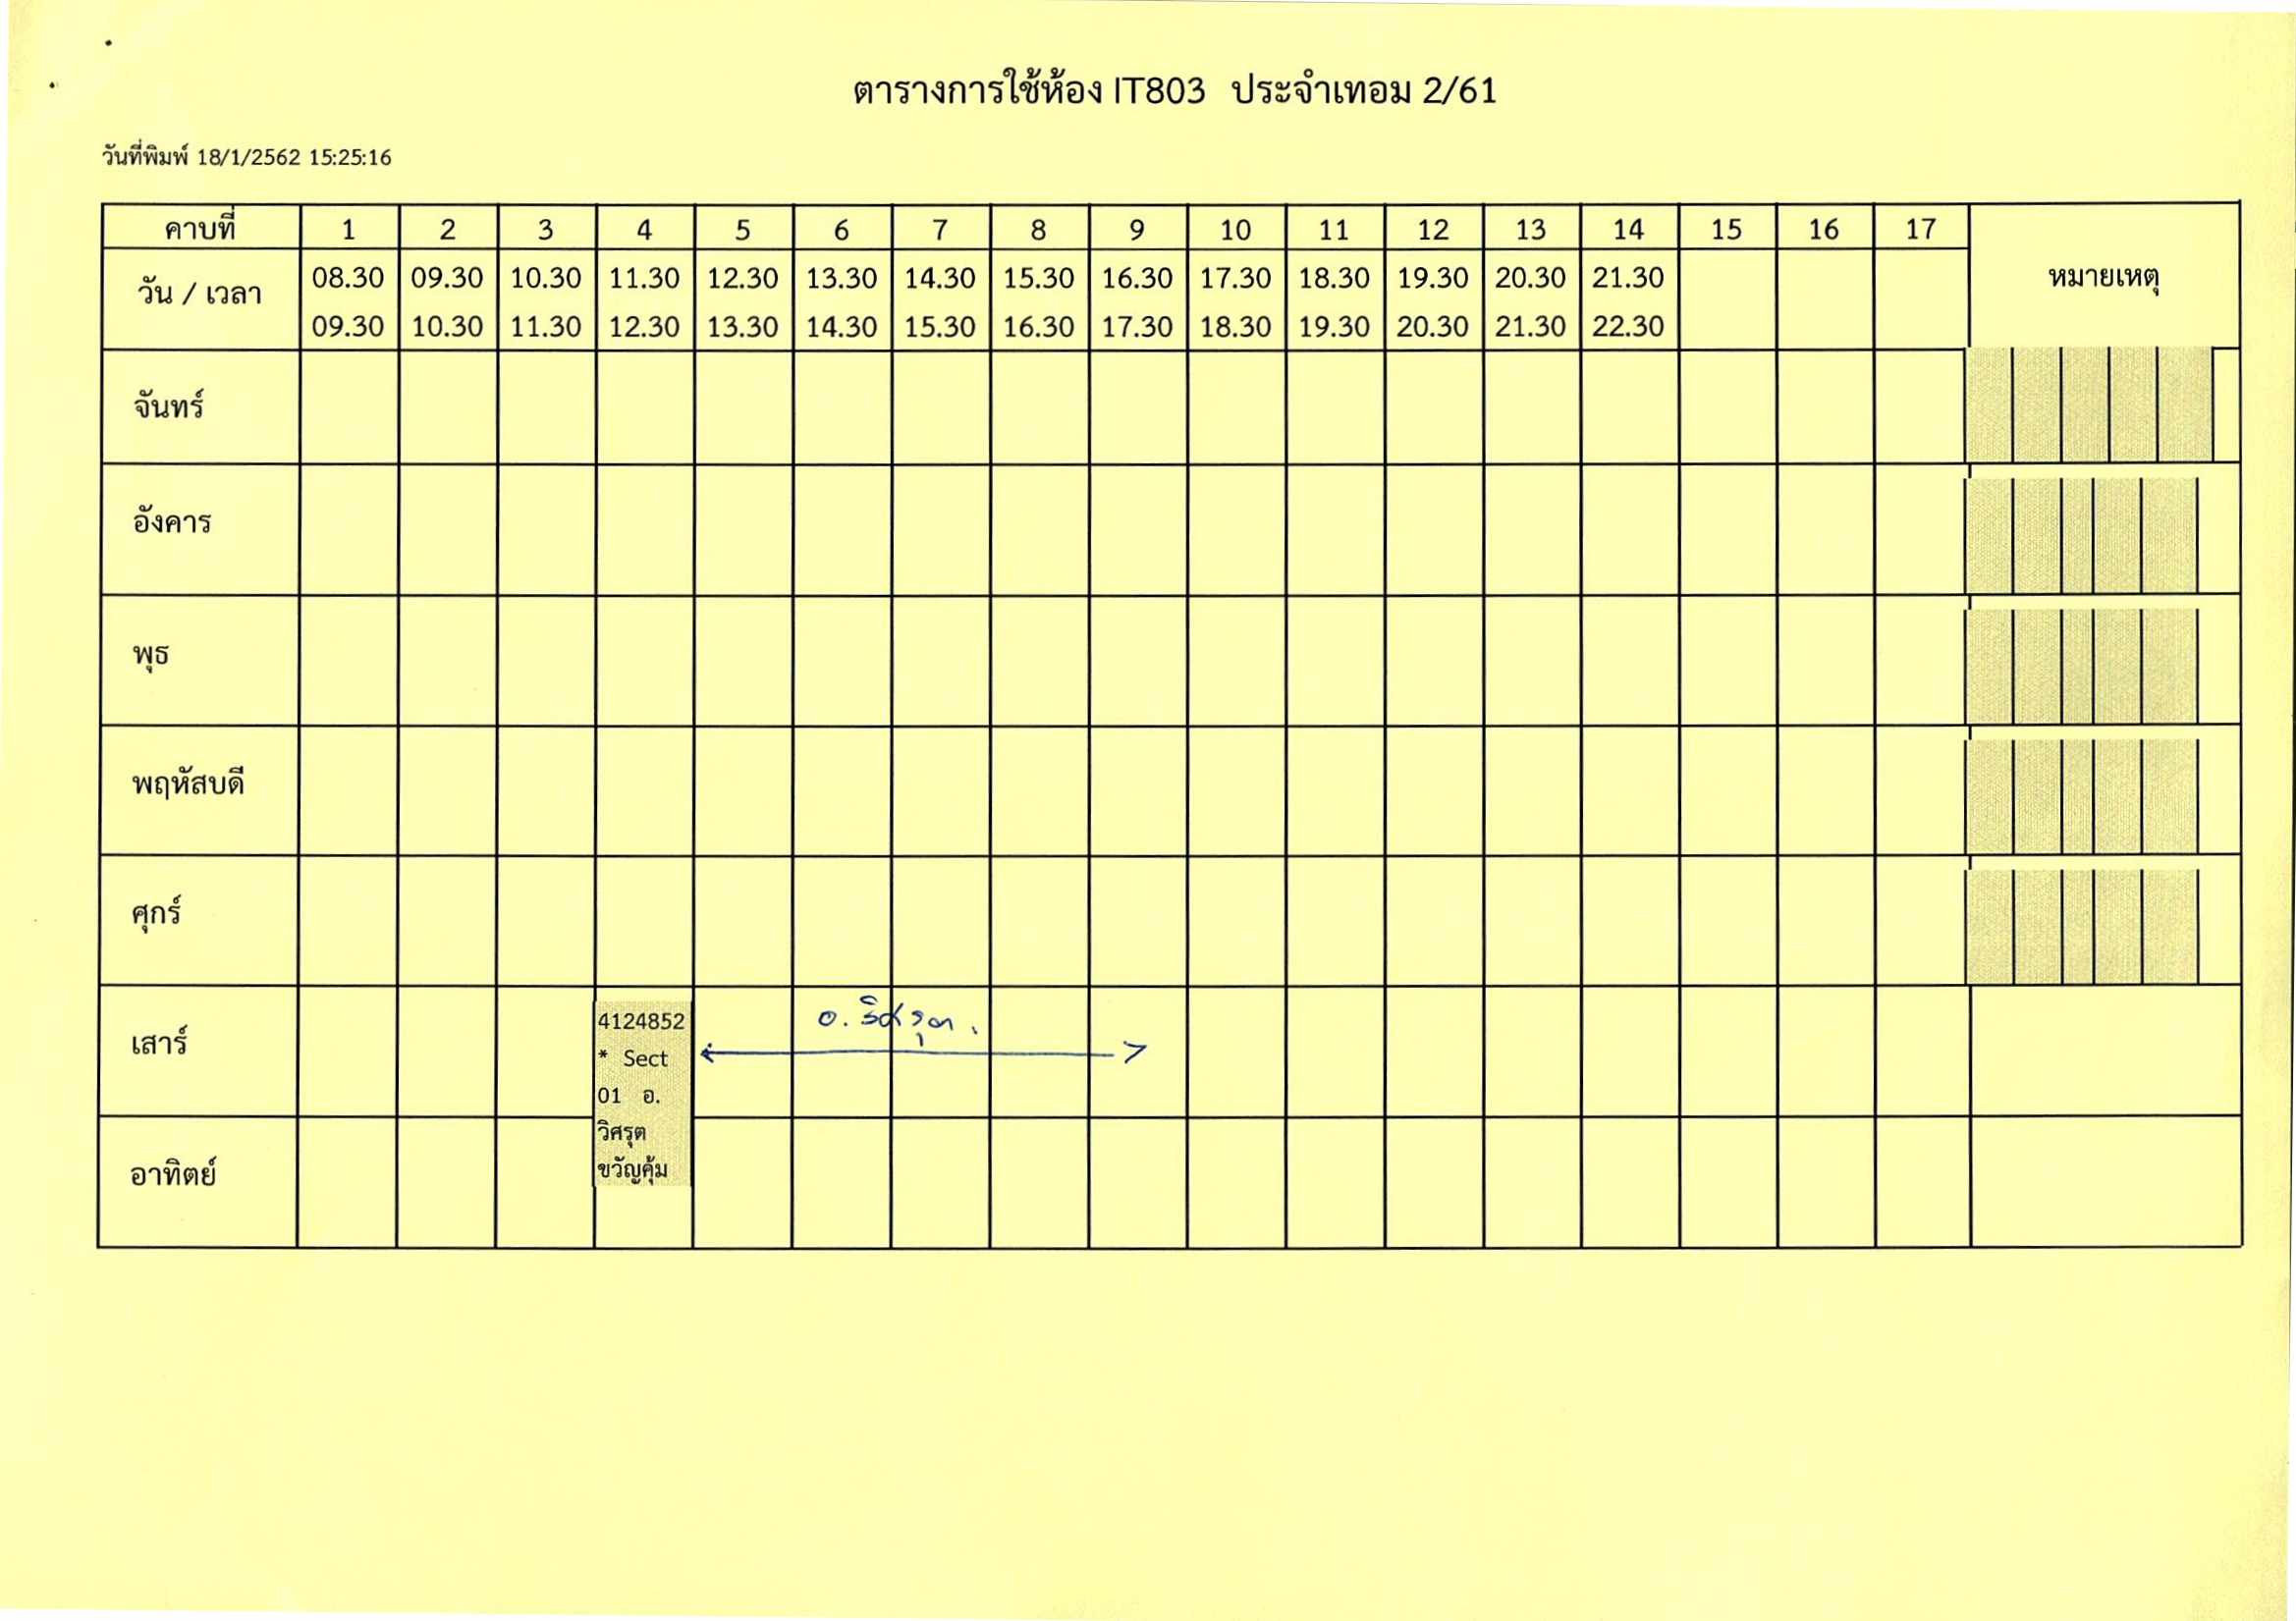 ตารางการใช้ห้อง IT803 ประจำเทอม 2/61
วันที่พิมพ์ 18/1/2562 15:25:16
คาบที่ 1 2 3 4 5 6 7 8 9 10 11 12 13 14 15 16 17
หมายเหตุ
วัน / เวลา
08.30 09.30 10.30 11.30 12.30 13.30 14.30 15.30 16.30 17.30 18.30 19.30 20.30 21.30
09.30 10.30 11.30 12.30 13.30 14.30 15.30 16.30 17.30 18.30 19.30 20.30 21.30 22.30
จันทร์
อังคาร
พุธ
พฤหัสบดี
ศุกร์
เสาร์
4124852
* Sect
01 อ.
วิศรุต
ขวัญคุ้ม
อ. วิศรุต.
อาทิตย์